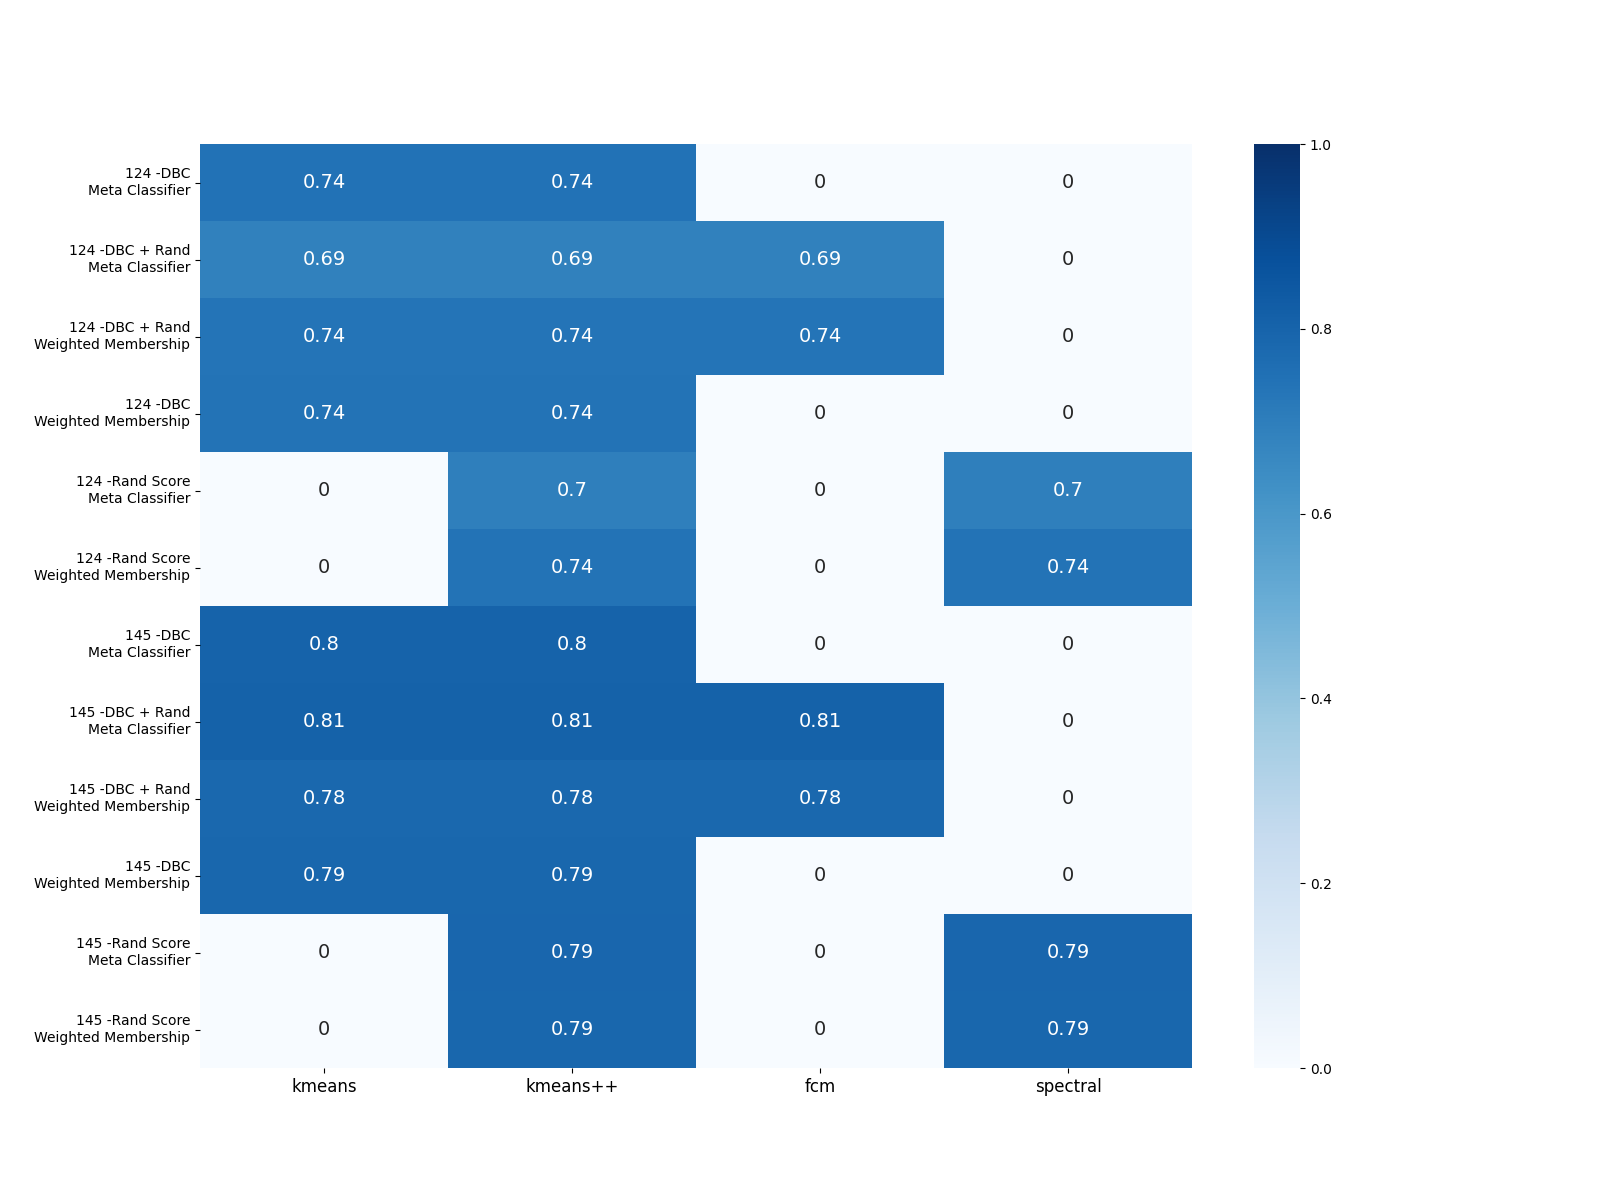 124 -DBC
Meta Classifier
0.74 0.74 0 0
124 -DBC + Rand
Meta Classifier
0.69 0.69 0.69 0
124 -DBC + Rand
Weighted Membership
0.74 0.74 0.74 0
124 -DBC
Weighted Membership
0.74 0.74 0 0
124 -Rand Score
Meta Classifier
0 0.7 0 0.7
124 -Rand Score
Weighted Membership
0 0.74 0 0.74
145 -DBC
Meta Classifier
0.8 0.8 0 0
145 -DBC + Rand
Meta Classifier
0.81 0.81 0.81 0
145 -DBC + Rand
Weighted Membership
0.78 0.78 0.78 0
145 -DBC
Weighted Membership
0.79 0.79 0 0
145 -Rand Score
Meta Classifier
0 0.79 0 0.79
145 -Rand Score
Weighted Membership
0 0.79 0 0.79
kmeans kmeans++ fcm spectral
1.0
0.8
0.6
0.4
0.2
0.0